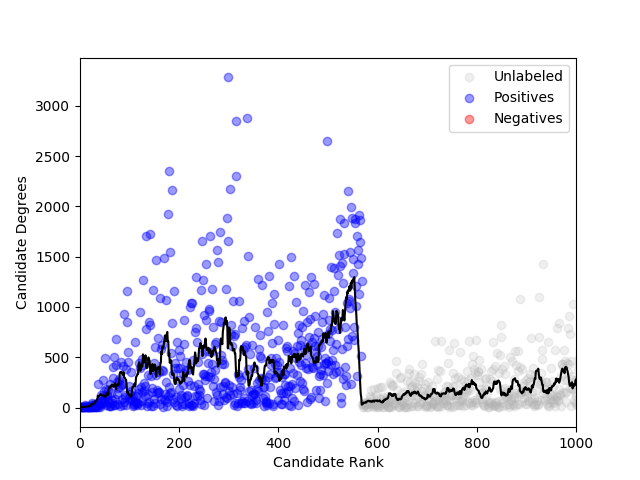 Unlabeled
Positives
Negatives
3000
2500
2000
1500
1000
500
0
Candidate Degrees
0 200 400 600 800 1000
Candidate Rank